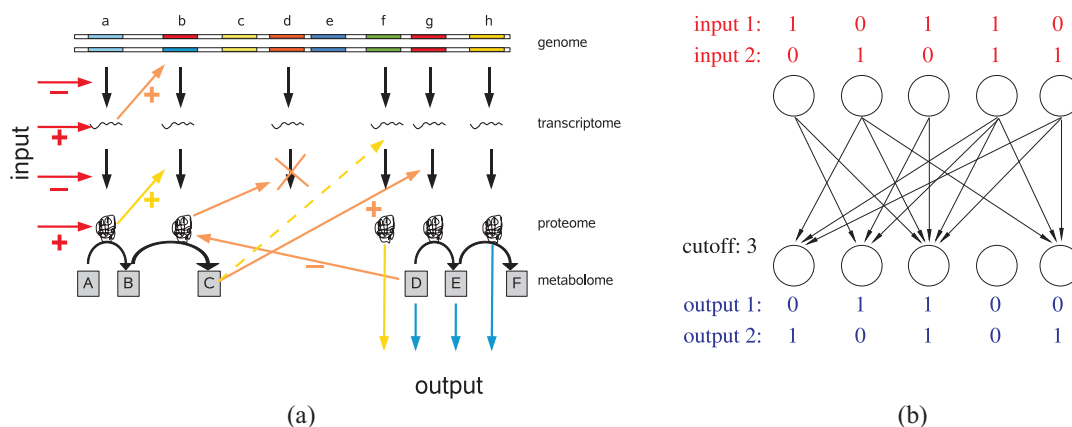 a b c d e f g h
genome
−
+
+
transcriptome
input
−
+
+
+
proteome
−
metabolome
A B C D E F
output
(a)
input 1: 1 0 1 1 0
input 2: 0 1 0 1 1
cutoff: 3
output 1: 0 1 1 0 0
output 2: 1 0 1 0 1
(b)